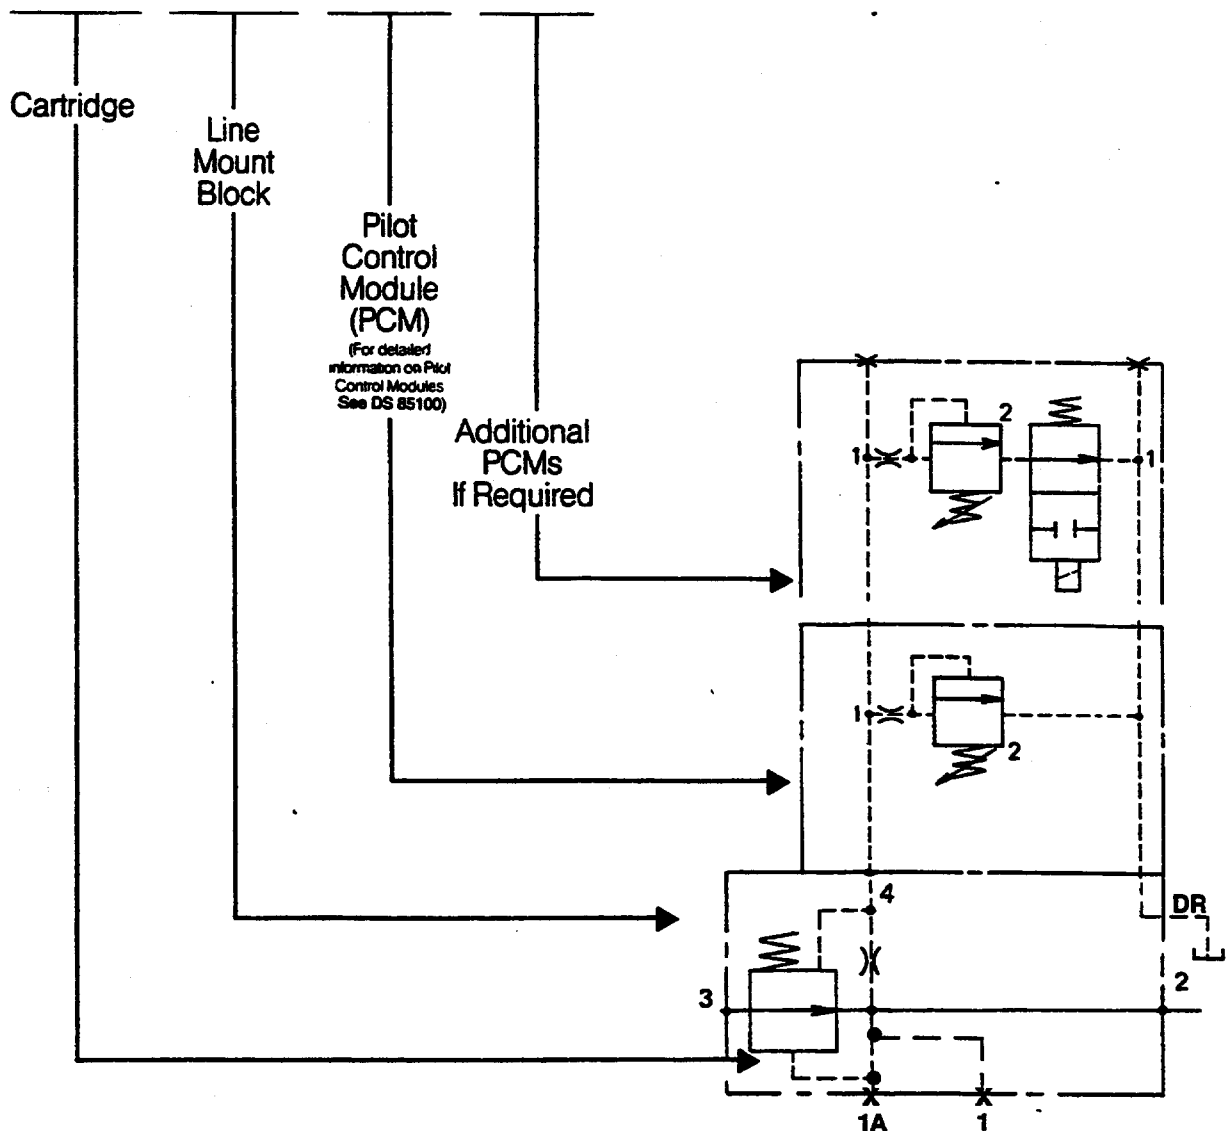 Cartridge
Line
Mount
Block
Pilot
Control
Module
(PCM)
(For detailed
information on Pilot
Control Modules
See DS 85100)
Additional
PCMs
If Required
2
1
1
1
2
4
DR
3
2
1A
1